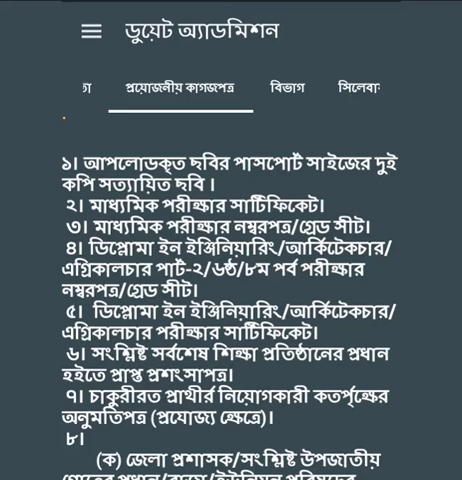 ডুয়েট অ্যাডমিশন
প্রয়োজনীয় কাগজপত্র বিভাগ
১। আপলোডকৃত ছবির পাসপোর্ট সাইজের দুই
কপি সত্যায়িত ছবি ।
২। মাধ্যমিক পরীক্ষার সার্টিফিকেট।
৩। মাধ্যমিক পরীক্ষার নম্বরপত্র/গ্রেড সীট।
৪। ডিপ্লোমা ইন ইঞ্জিনিয়ারিং/আর্কিটেকচার/
এগ্রিকালচার পার্ট-২/৬ষ্ঠ/৮ম পর্ব পরীক্ষার
নম্বরপত্র/গ্রেড সীট।
৫। ডিপ্লোমা ইন ইঞ্জিনিয়ারিং/আর্কিটেকচার/
এগ্রিকালচার পরীক্ষার সার্টিফিকেট।
৬। সংশ্লিষ্ট সর্বশেষ শিক্ষা প্রতিষ্ঠানের প্রধান
হইতে প্রাপ্ত প্রশংসাপত্র।
৭। চাকুরীরত প্রার্থীর নিয়োগকারী কতর্পৃক্ষের
অনুমতিপত্র (প্রযোজ্য ক্ষেত্রে)।
৮।
(ক) জেলা প্রশাসক/সংশ্লিষ্ট উপজাতীয়